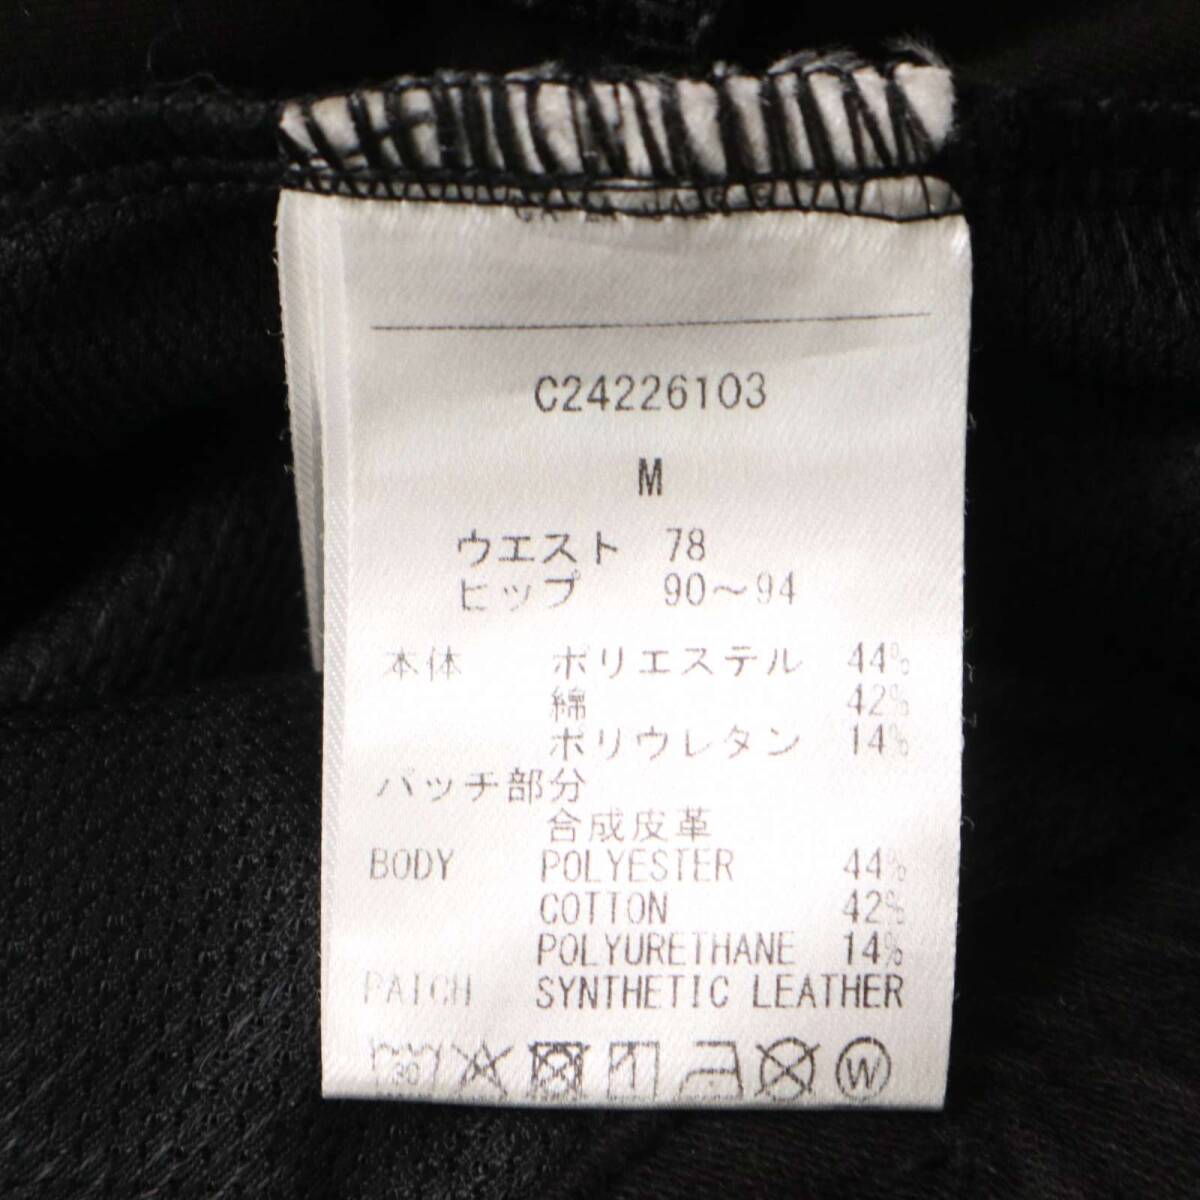 C24226103
M
ウエスト 78
ヒップ 90～94
本体 ポリエステル 44%
綿 42%
ポリウレタン 14%
パッチ部分
合成皮革
BODY POLYESTER 44%
COTTON 42%
POLYURETHANE 14%
PATCH SYNTHETIC LEATHER
30 W